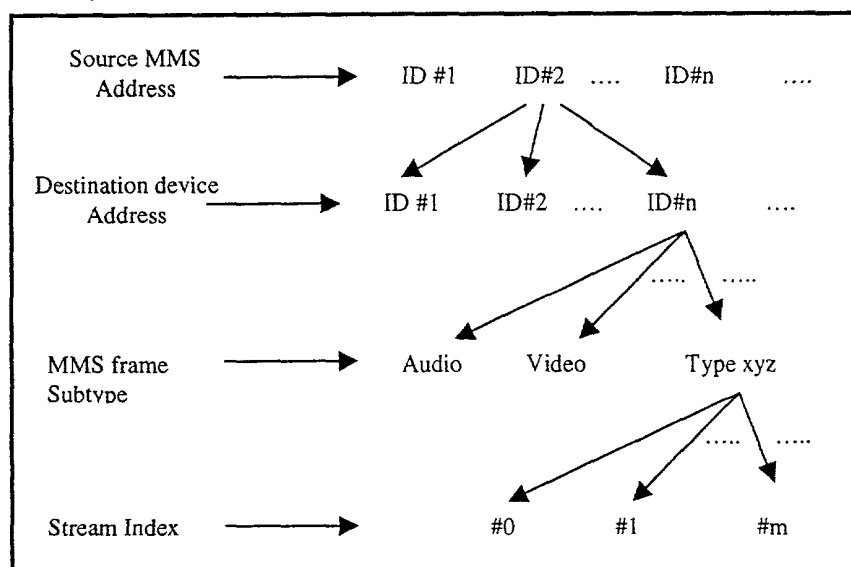 Source MMS
Address
ID #1 ID#2 .... ID#n ....
Destination device
Address
ID #1 ID#2 .... ID#n ....
..... .....
MMS frame
Subtype
Audio Video Type xyz
..... .....
Stream Index #0 #1 #m